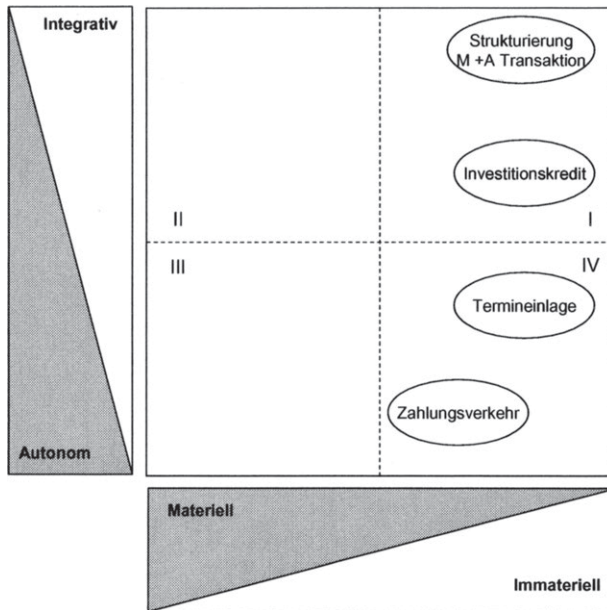 Integrativ
Strukturierung
M +A Transaktion
Investitionskredit
II
I
III
IV
Termineinlage
Zahlungsverkehr
Autonom
Materiell
Immateriell